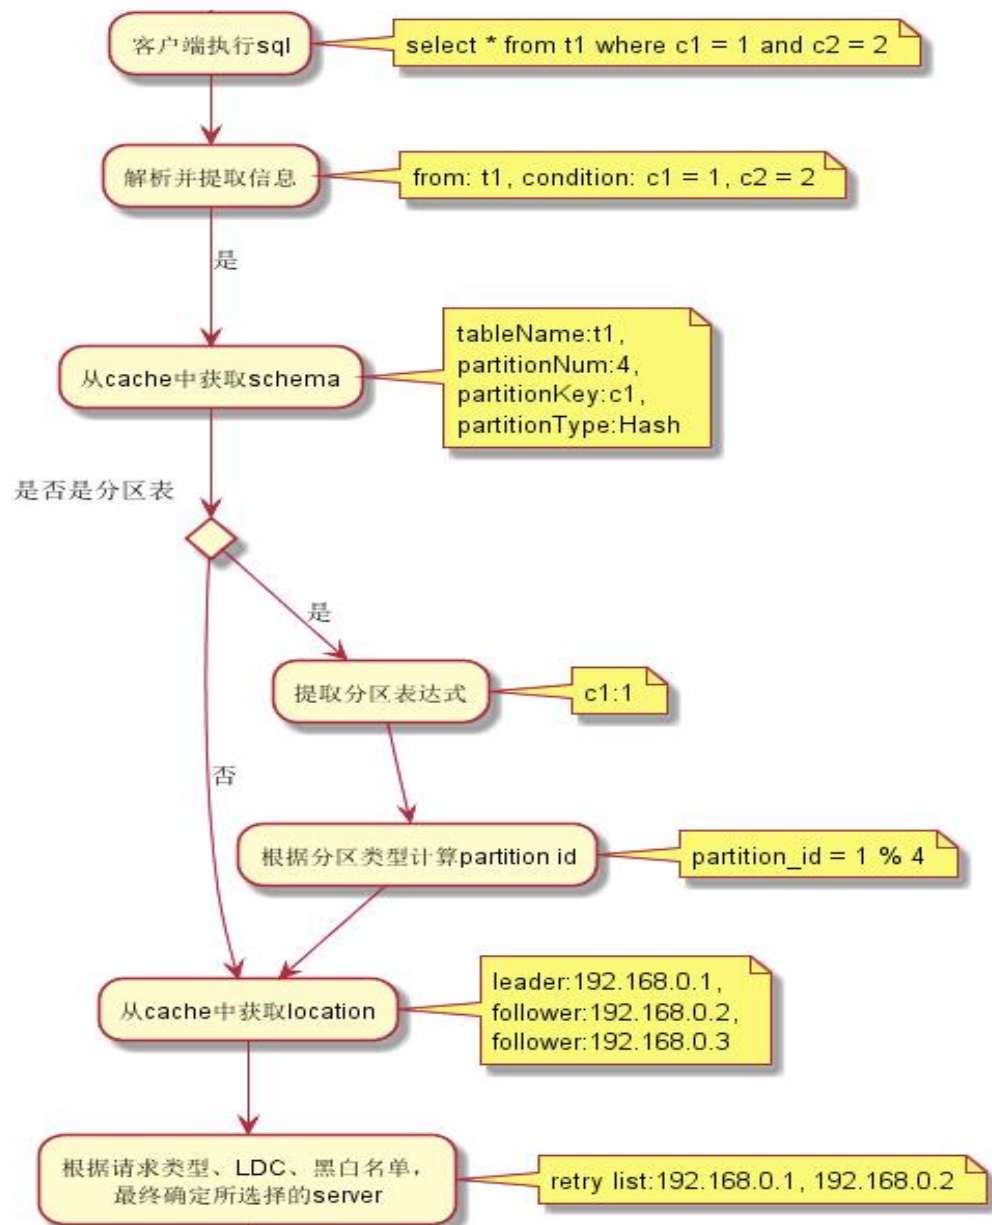 客户端执行sql
select * from t1 where c1 = 1 and c2 = 2
解析并提取信息
from: t1, condition: c1 = 1, c2 = 2
是
从cache中获取schema
tableName:t1,
partitionNum:4,
partitionKey:c1,
partitionType:Hash
是否是分区表
是
提取分区表达式
c1:1
否
根据分区类型计算partition id
partition_id = 1 % 4
从cache中获取location
leader:192.168.0.1,
follower:192.168.0.2,
follower:192.168.0.3
根据请求类型、LDC、黑白名单，
最终确定所选择的server
retry list:192.168.0.1, 192.168.0.2